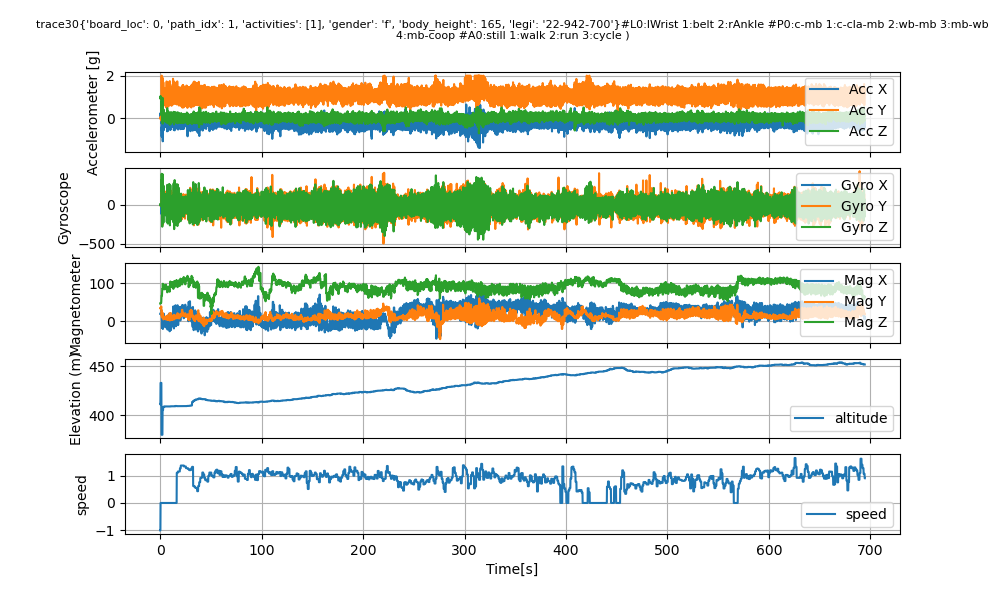 trace30{'board_loc': 0, 'path_idx': 1, 'activities': [1], 'gender': 'f', 'body_height': 165, 'legi': '22-942-700'}#L0:lWrist 1:belt 2:rAnkle #P0:c-mb 1:c-cla-mb 2:wb-mb 3:mb-wb
4:mb-coop #A0:still 1:walk 2:run 3:cycle )
Accelerometer [g]
2
0
Acc X
Acc Y
Acc Z
Gyroscope
0
−500
Gyro X
Gyro Y
Gyro Z
Magnetometer
100
0
Mag X
Mag Y
Mag Z
Elevation (m)
450
400
altitude
speed
1
0
−1
speed
0 100 200 300 400 500 600 700
Time[s]